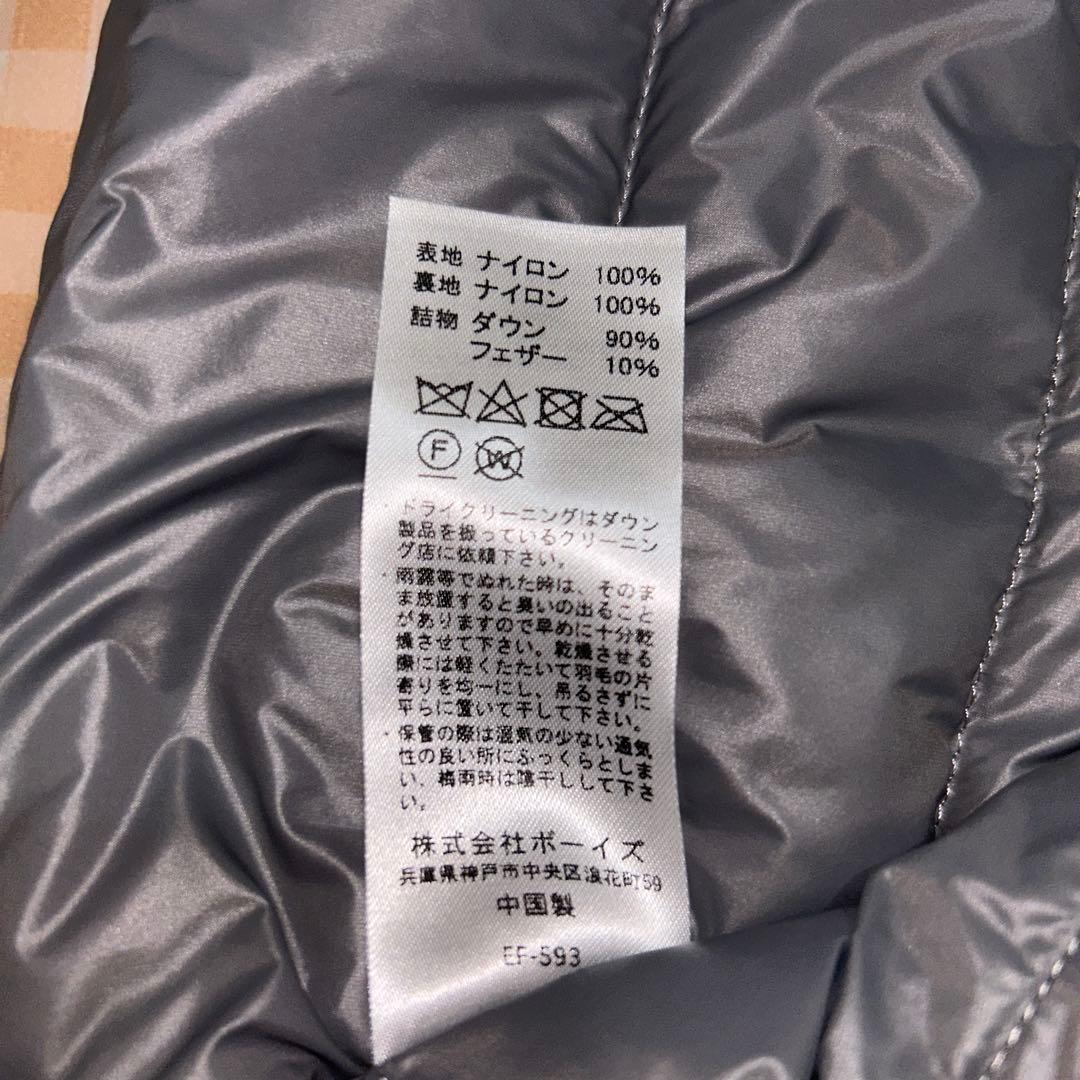 表地 ナイロン 100%
裏地 ナイロン 100%
詰物 ダウン 90%
フェザー 10%
F W
・ドライクリーニングはダウン
製品を扱っているクリーニン
グ店に依頼下さい。
・雨露等でぬれた時は、そのま
ま放置すると臭いの出ること
がありますので早めに十分乾
燥させて下さい。乾燥させる
際には軽くたたいて羽毛の片
寄りを均一にし、吊るさずに
平らに置いて干して下さい。
・保管の際は湿気の少ない通気
性の良い所にふっくらとしま
い、梅雨時は陰干しして下さ
い。
株式会社ボーイズ
兵庫県神戸市中央区浪花町59
中国製
EF-593